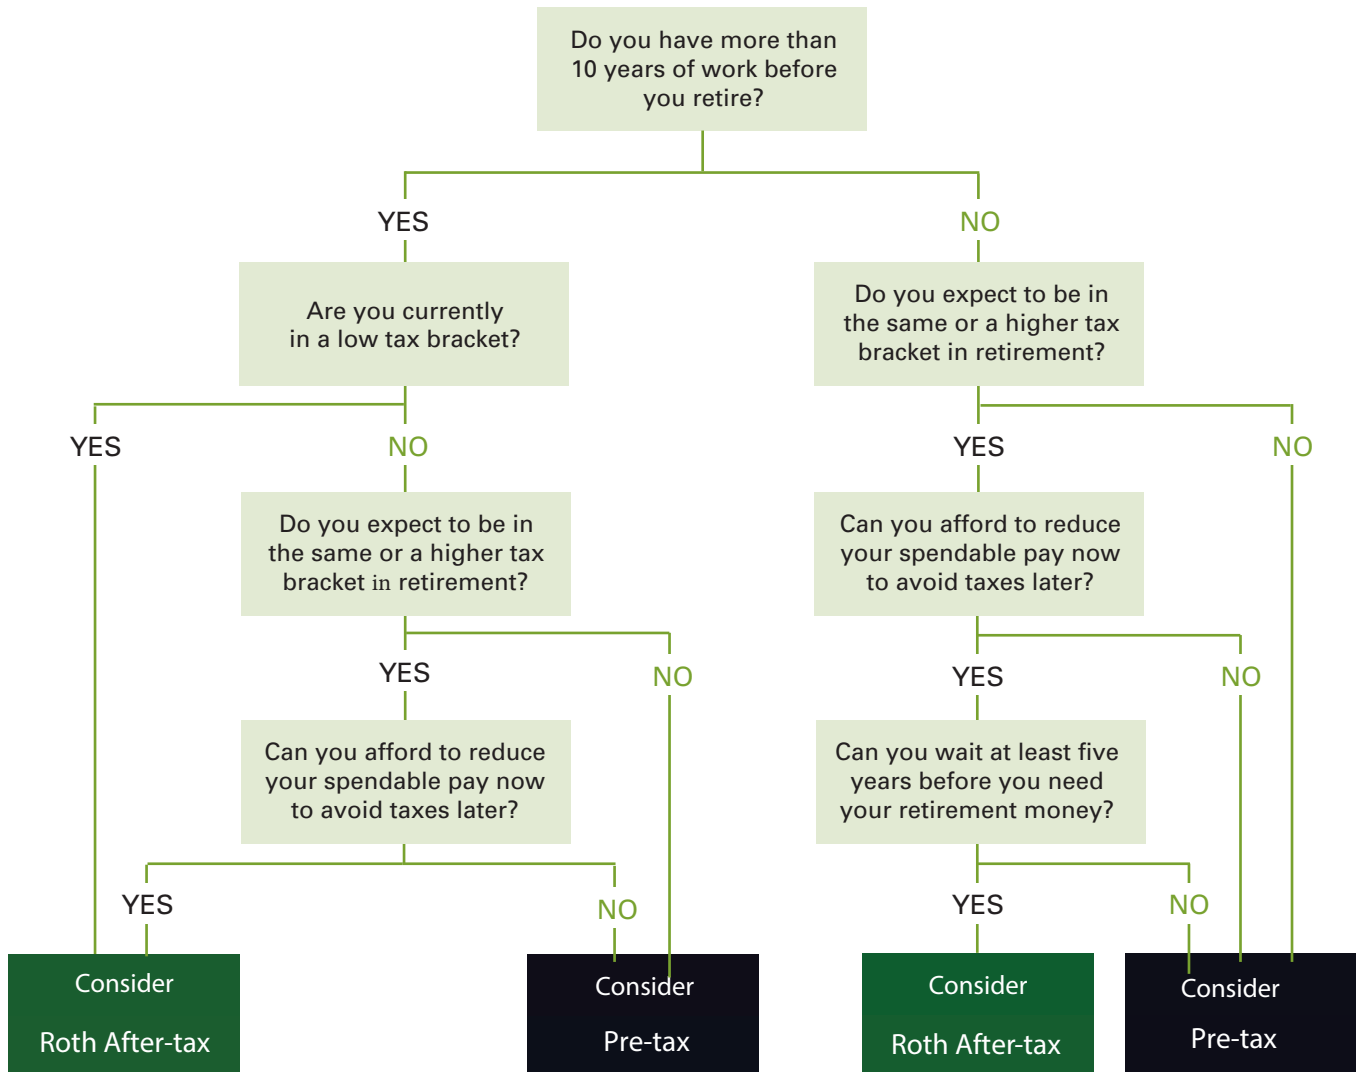 Do you have more than
10 years of work before
you retire?
YES
NO
Are you currently
in a low tax bracket?
Do you expect to be in
the same or a higher tax
bracket in retirement?
YES
NO
YES
NO
Do you expect to be in
the same or a higher tax
bracket in retirement?
Can you afford to reduce
your spendable pay now
to avoid taxes later?
YES
NO
YES
NO
Can you afford to reduce
your spendable pay now
to avoid taxes later?
Can you wait at least five
years before you need
your retirement money?
YES
NO
YES
NO
Consider
Roth After-tax
Consider
Pre-tax
Consider
Roth After-tax
Consider
Pre-tax